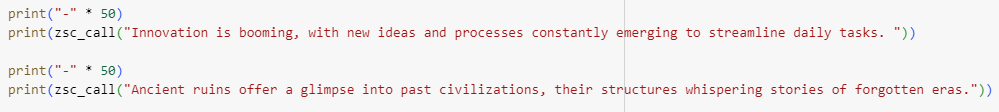 print("-" * 50)
print(zsc_call("Innovation is booming, with new ideas and processes constantly emerging to streamline daily tasks. "))
print("-" * 50)
print(zsc_call("Ancient ruins offer a glimpse into past civilizations, their structures whispering stories of forgotten eras."))